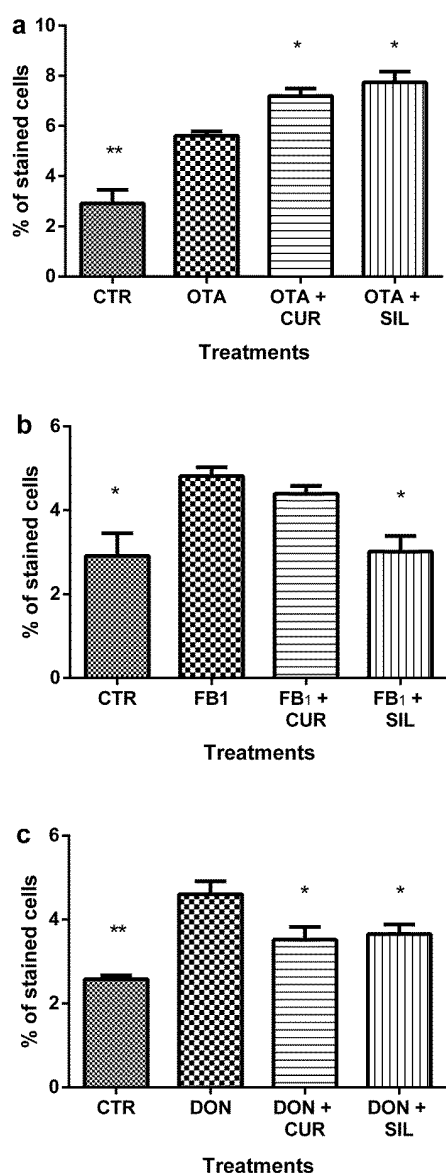 a
% of stained cells
10
8
6
4
2
0
**
*
*
CTR
OTA
OTA +
CUR
OTA +
SIL
Treatments
b
% of stained cells
6
4
2
0
*
*
CTR
FB1
FB1 +
CUR
FB1 +
SIL
Treatments
c
% of stained cells
6
4
2
0
**
*
*
CTR
DON
DON +
CUR
DON +
SIL
Treatments